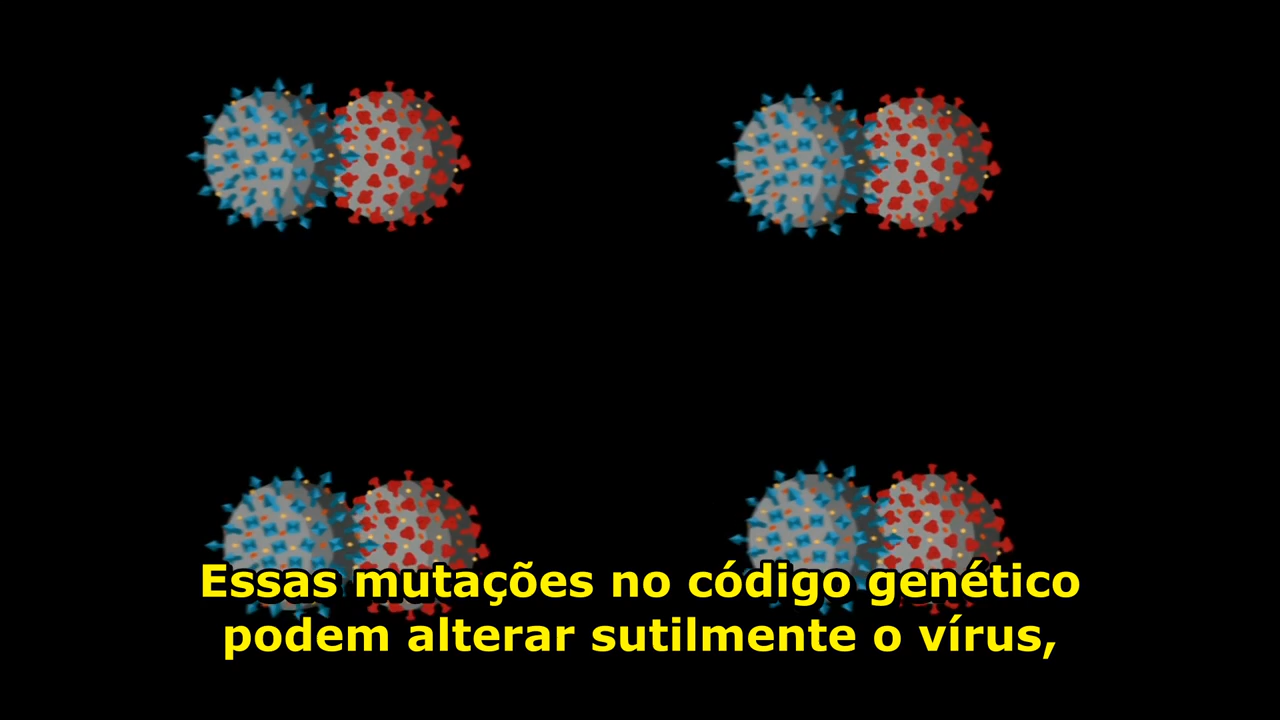 Essas mutações no código genético
podem alterar sutilmente o vírus,